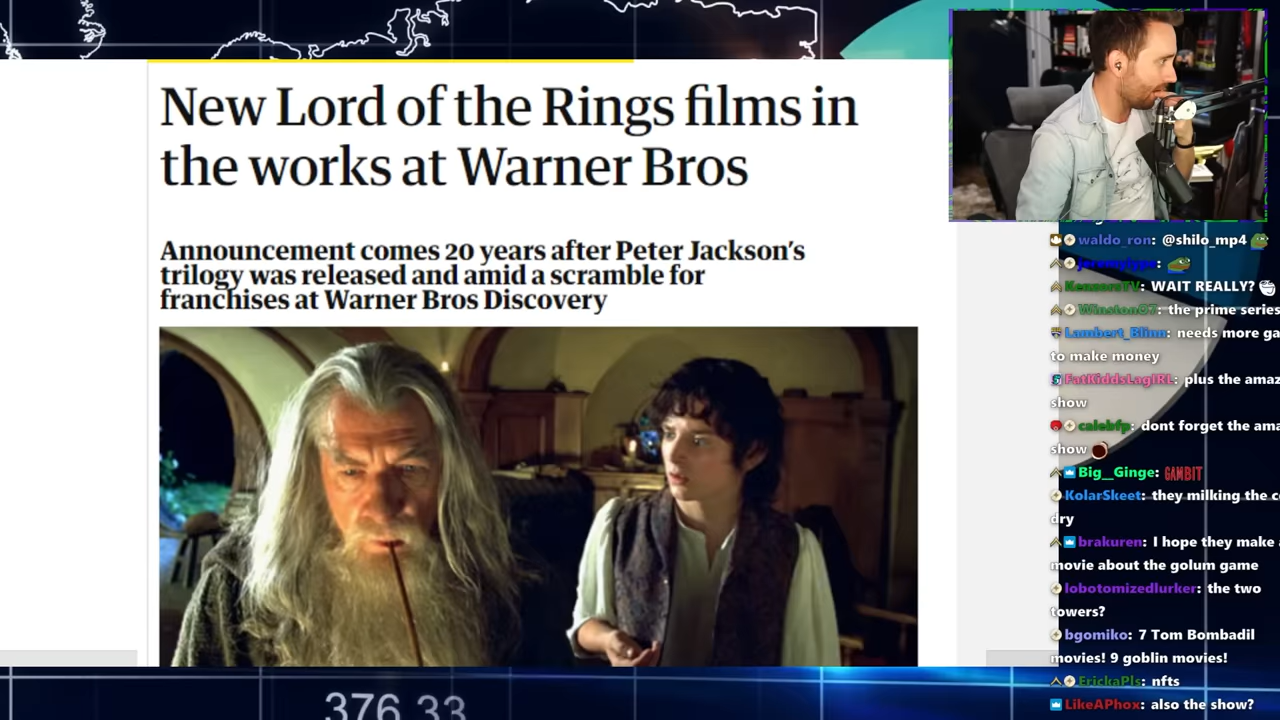 New Lord of the Rings films in
the works at Warner Bros
Announcement comes 20 years after Peter Jackson's
trilogy was released and amid a scramble for
franchises at Warner Bros Discovery
waldo_ron: @shilo_mp4
WAIT REALLY?
the prime series
Lambert_Blinn: needs more
to make money
FatKiddsLagIRL: plus the
show
calebfp: dont forget the
show
Big__Ginge: GAMBIT
KolarSkeet: they milking the
dry
brakuren: I hope they make
movie about the golum game
lobotomizedlurker: the two
towers?
bgomiko: 7 Tom Bombadil
movies! 9 goblin movies!
ErickaPls: nfts
LikeAPhox: also the show?
376.33